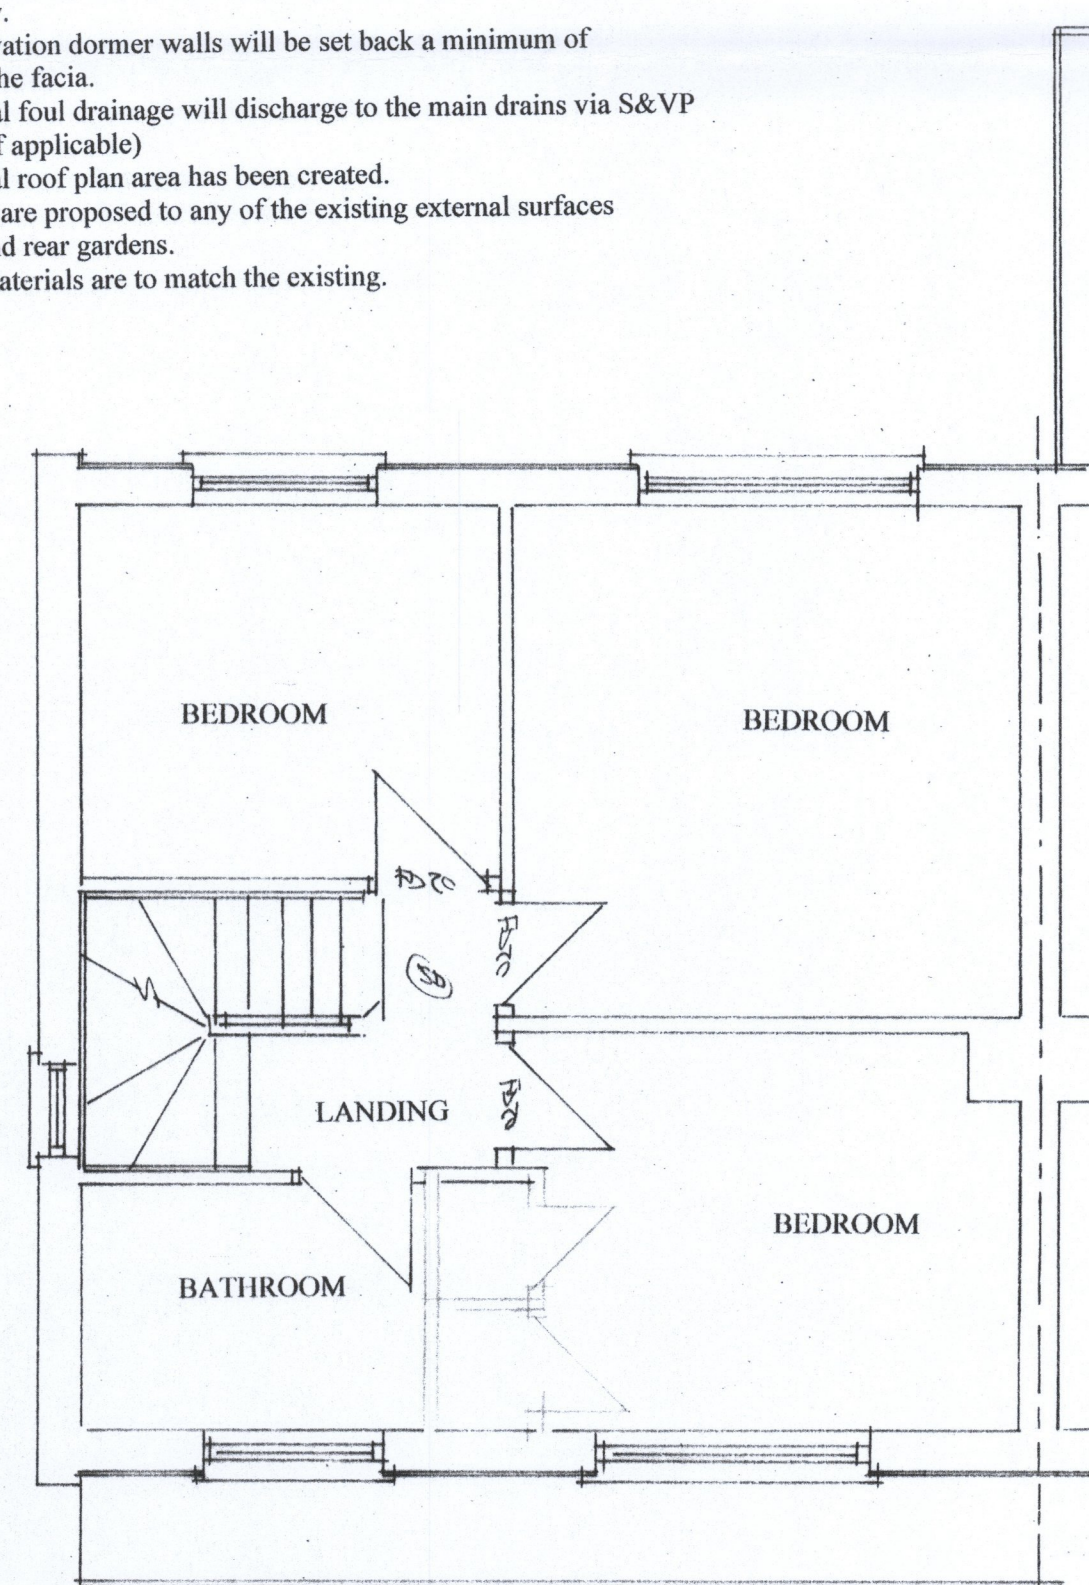 ation dormer walls will be set back a minimum of
he facia.
l foul drainage will discharge to the main drains via S&VP
f applicable)
l roof plan area has been created.
are proposed to any of the existing external surfaces
d rear gardens.
aterials are to match the existing.
BEDROOM
BEDROOM
LANDING
BEDROOM
BATHROOM